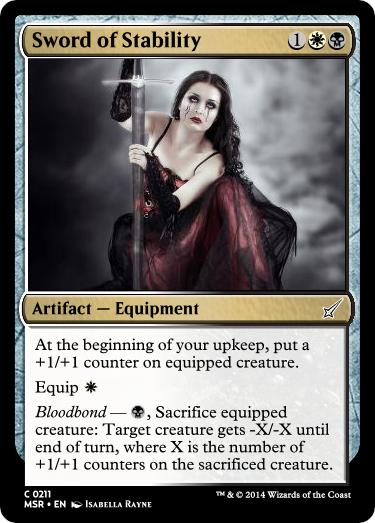 Sword of Stability 1
Artifact — Equipment
At the beginning of your upkeep, put a
+1/+1 counter on equipped creature.
Equip
Bloodbond — , Sacrifice equipped
creature: Target creature gets -X/-X until
end of turn, where X is the number of
+1/+1 counters on the sacrificed creature.
C 0211
MSR • EN Isabella Rayne
™ & © 2014 Wizards of the Coast